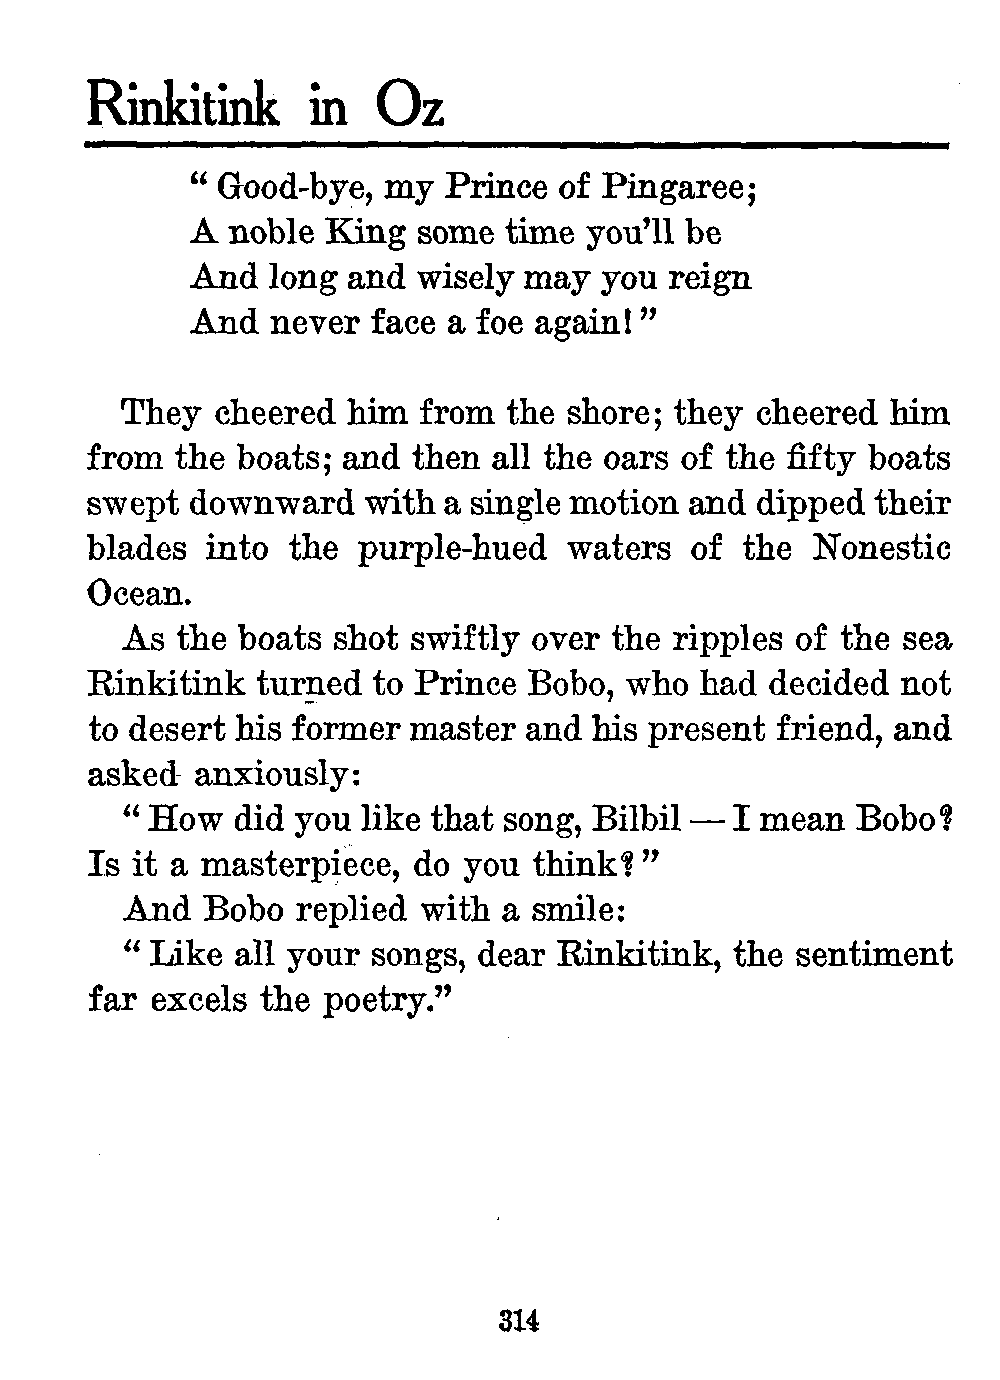 Rinkitink in Oz
“ Good-bye, my Prince of Pingaree;
A noble King some time you’ll be
And long and wisely may you reign
And never face a foe again! ”
They cheered him from the shore; they cheered him
from the boats; and then all the oars of the fifty boats
swept downward with a single motion and dipped their
blades into the purple-hued waters of the Nonestic
Ocean.
As the boats shot swiftly over the ripples of the sea
Rinkitink turned to Prince Bobo, who had decided not
to desert his former master and his present friend, and
asked anxiously:
“ How did you like that song, Bilbil — I mean Bobo?
Is it a masterpiece, do you think? ”
And Bobo replied with a smile:
“ Like all your songs, dear Rinkitink, the sentiment
far excels the poetry.”
314